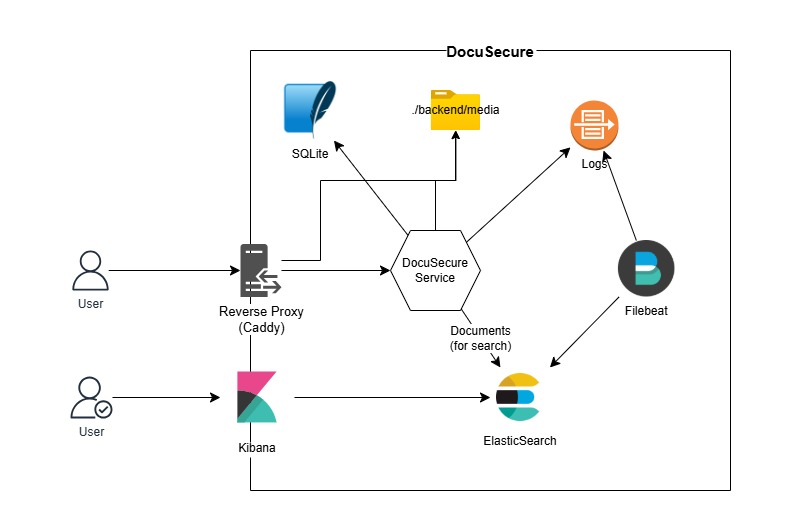 DocuSecure
./backend/media
SQLite
Logs
DocuSecure
Service
User
Reverse Proxy
(Caddy)
Filebeat
Documents
(for search)
User
Kibana
ElasticSearch